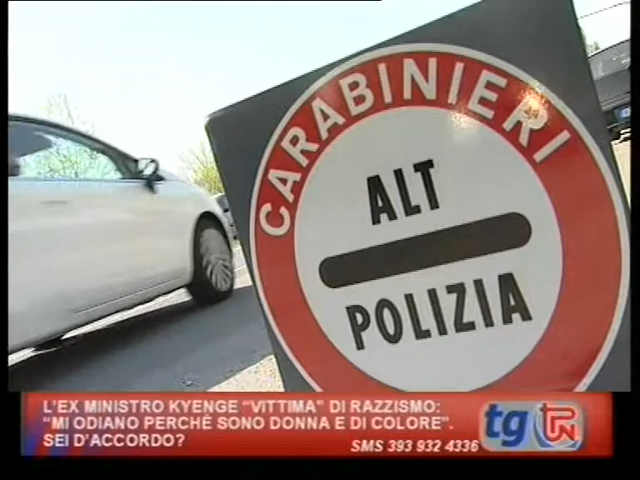 CARABINIERI
ALT
POLIZIA
L'EX MINISTRO KYENGE "VITTIMA" DI RAZZISMO:
"MI ODIANO PERCHÈ SONO DONNA E DI COLORE".
SEI D'ACCORDO?
SMS 393 932 4336
tg TPN